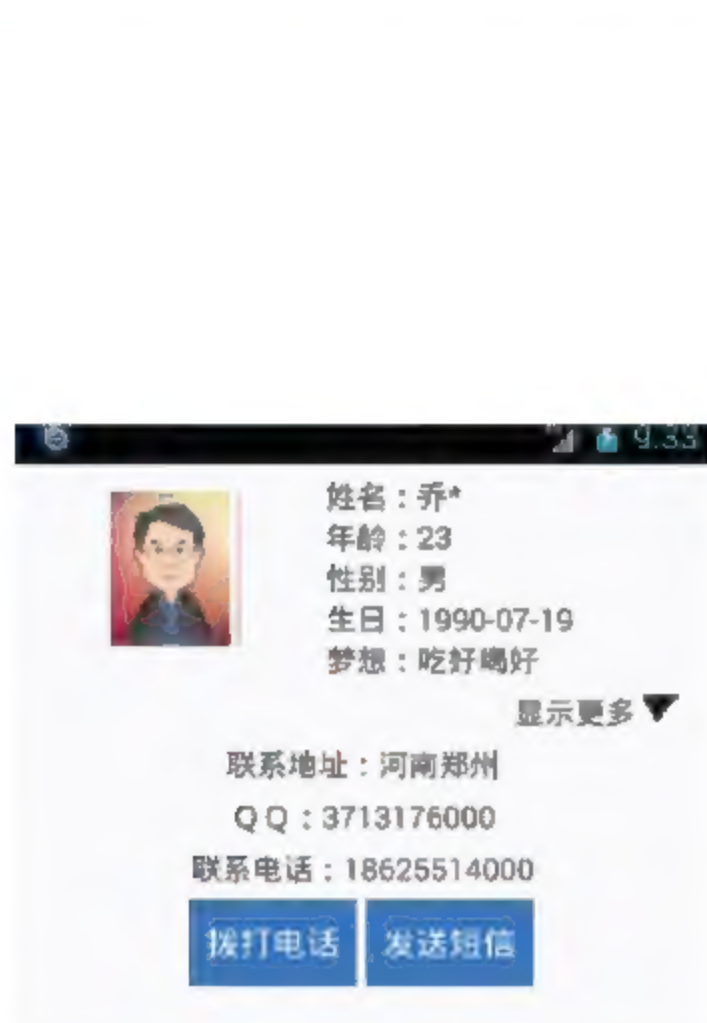 9:33
姓名：乔*
年龄：23
性别：男
生日：1990-07-19
梦想：吃好喝好
显示更多
联系地址：河南郑州
QQ：3713176000
联系电话：18625514000
拨打电话 发送短信